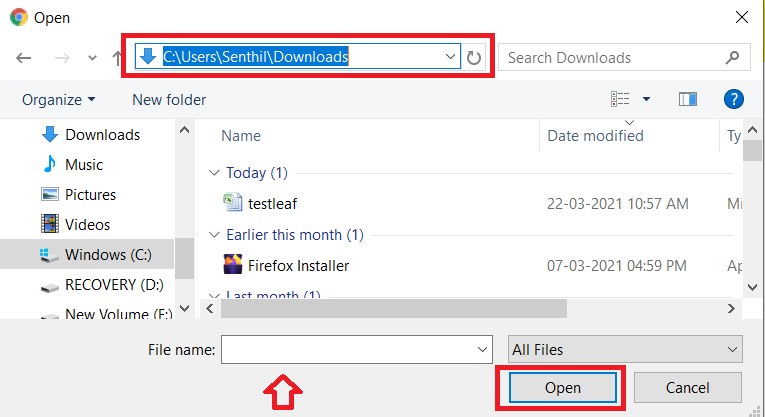 Open
C:\Users\Senthil\Downloads
Search Downloads
Organize
New folder
?
Downloads
Music
Pictures
Videos
Windows (C:)
RECOVERY (D:)
New Volume (F:)
Name
Date modified
Ty
Today (1)
testleaf
22-03-2021 10:57 AM
Mi
Earlier this month (1)
Firefox Installer
07-03-2021 04:59 PM
Ap
Last month (1)
File name:
All Files
Open
Cancel